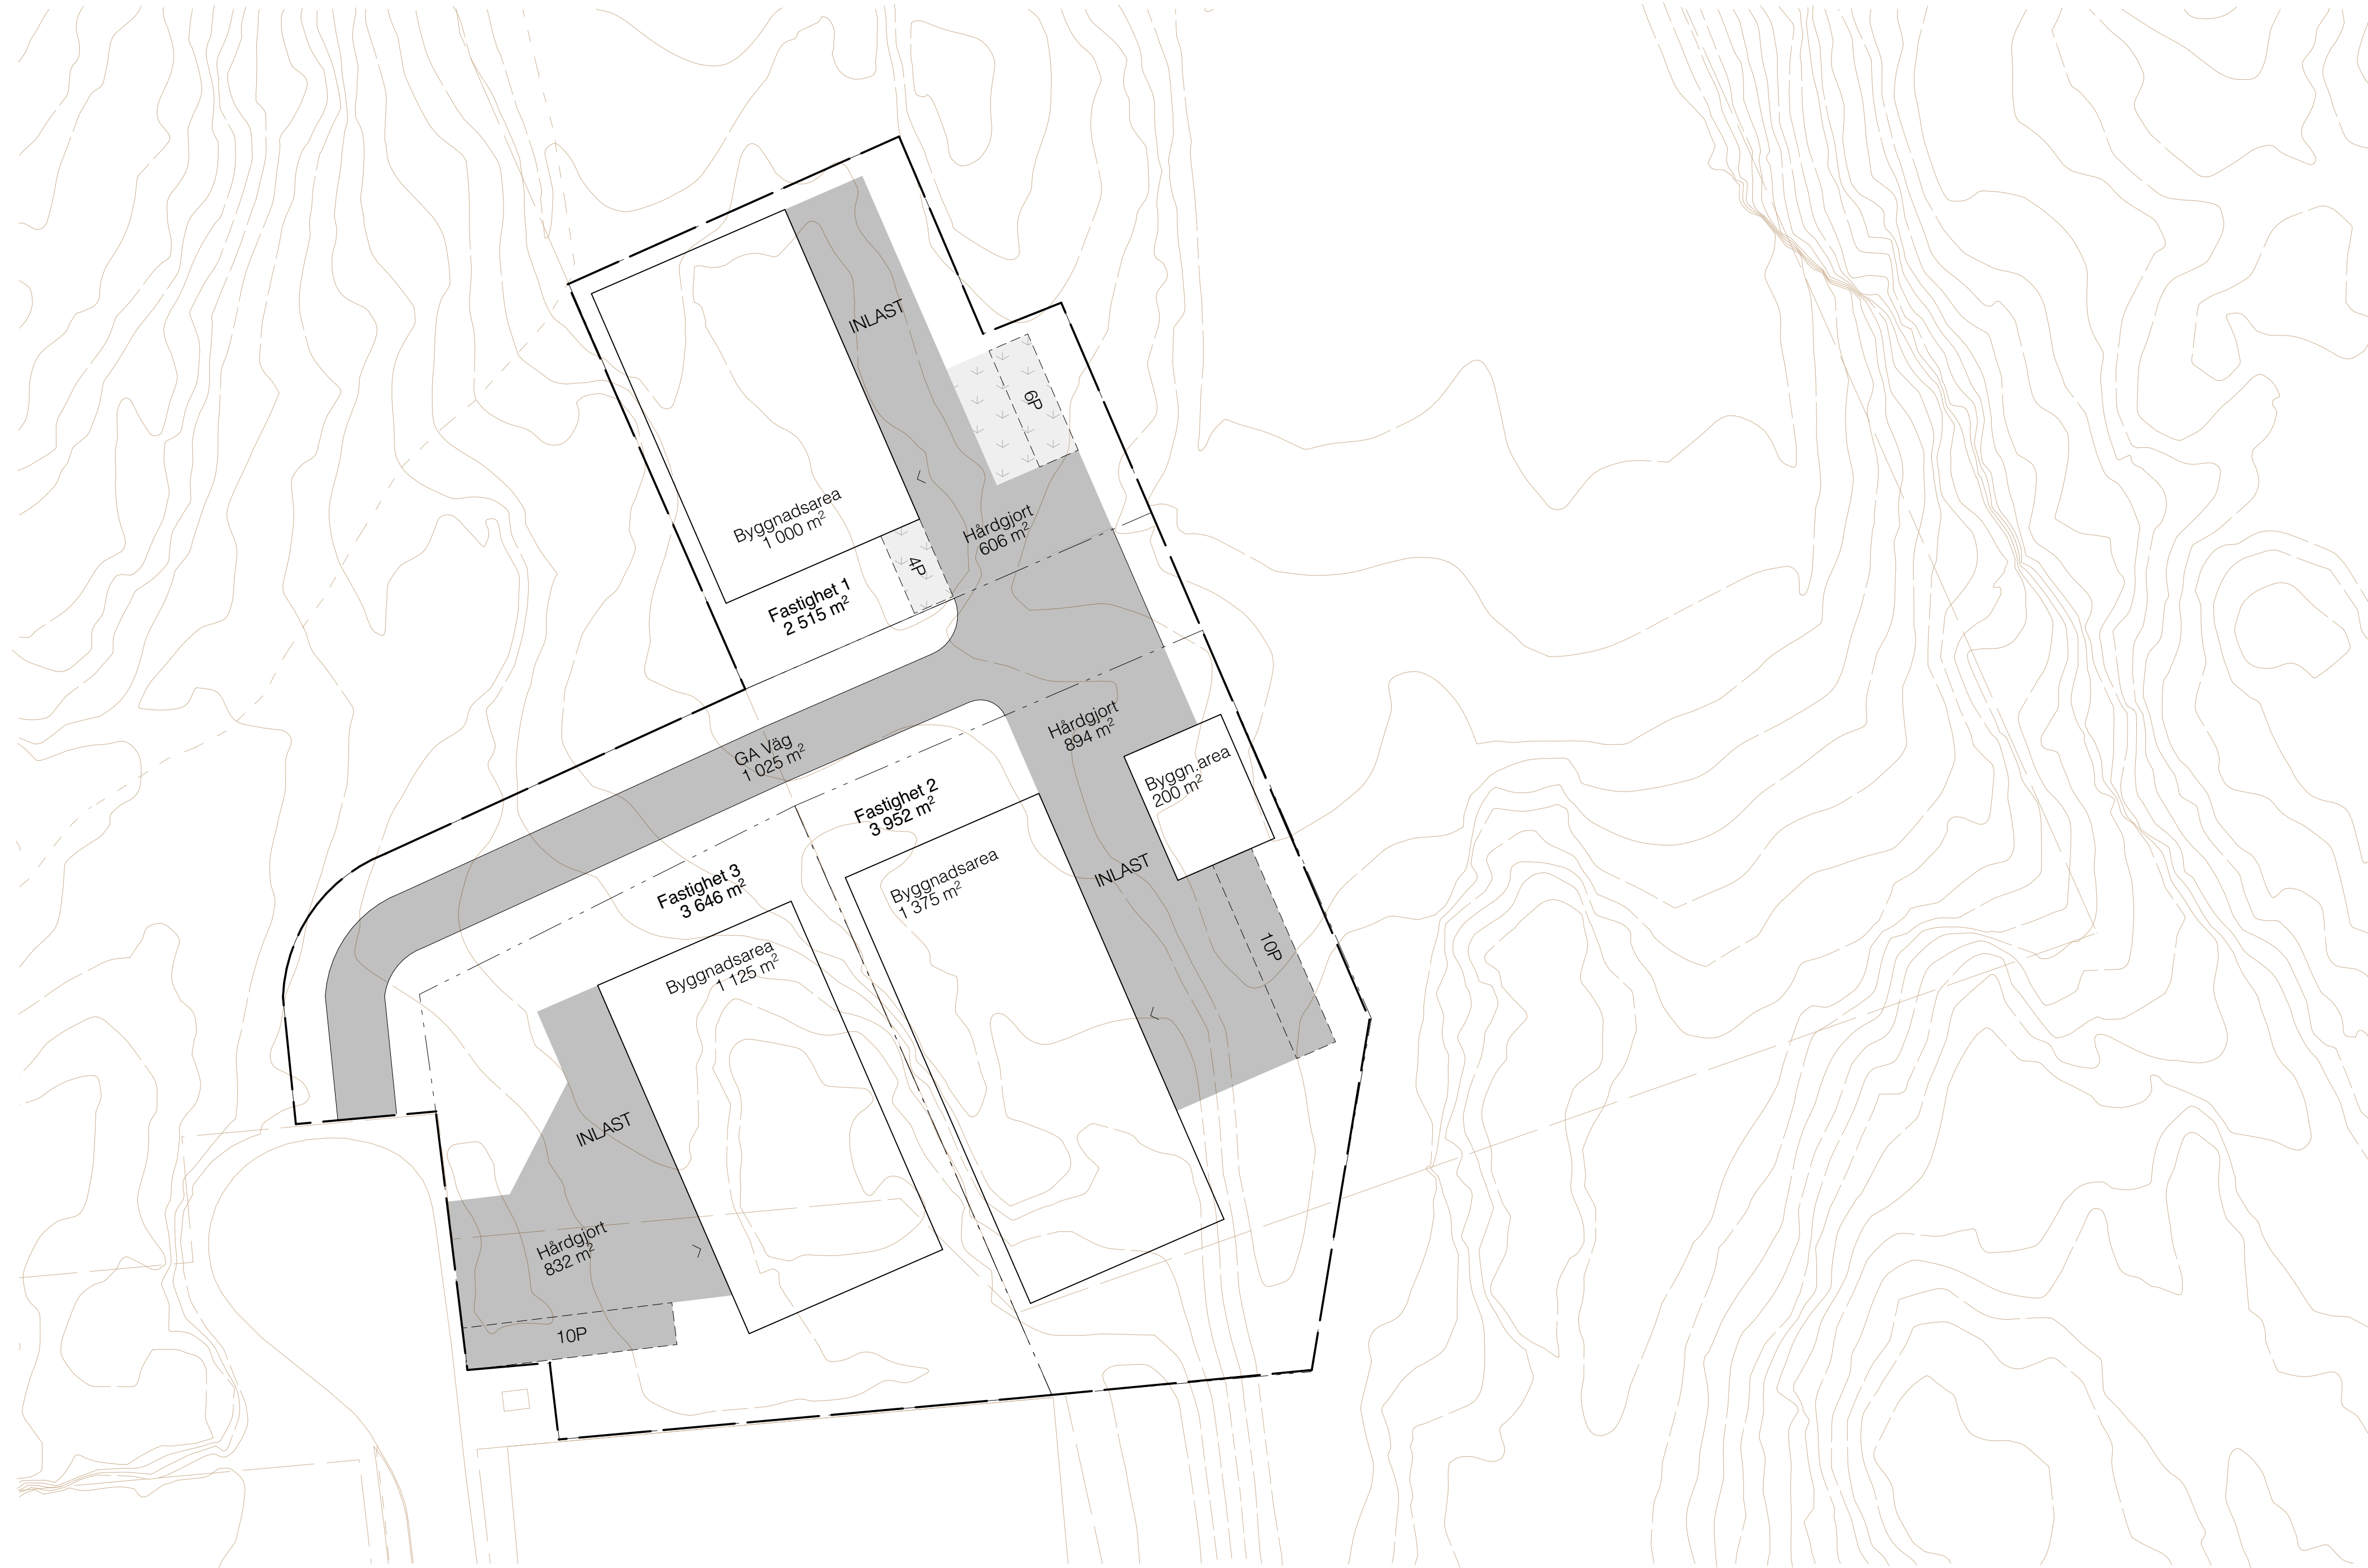 INLAST
6P
Byggnadsarea
1 000 m²
Hårdgjort
606 m²
4P
Fastighet 1
2 515 m²
GA Väg
1 025 m²
Hårdgjort
894 m²
Byggn.area
200 m²
Fastighet 2
3 952 m²
Byggnadsarea
1 375 m²
INLAST
10P
Fastighet 3
3 646 m²
Byggnadsarea
1 125 m²
INLAST
Hårdgjort
832 m²
10P